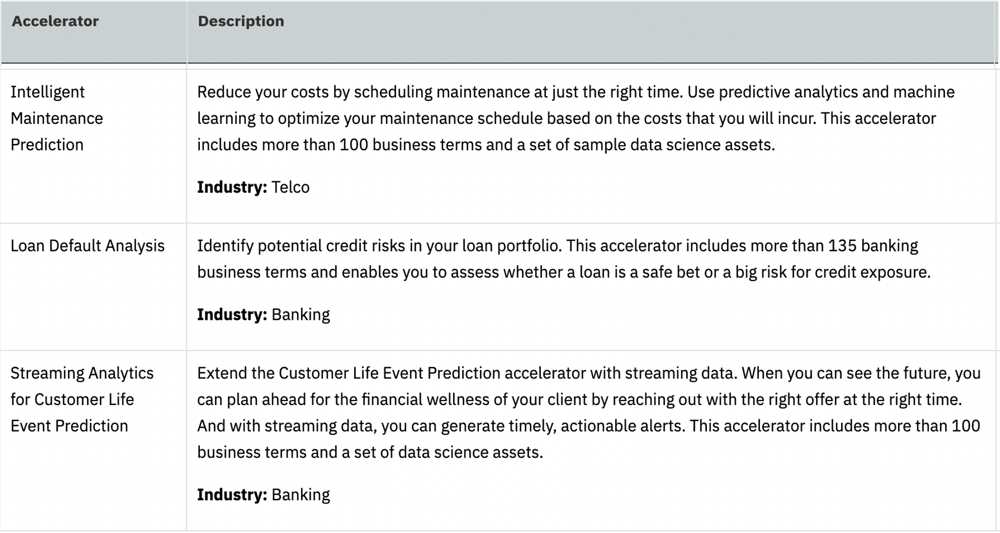 Accelerator
Description
Intelligent
Maintenance
Prediction
Reduce your costs by scheduling maintenance at just the right time. Use predictive analytics and machine
learning to optimize your maintenance schedule based on the costs that you will incur. This accelerator
includes more than 100 business terms and a set of sample data science assets.
Industry: Telco
Loan Default Analysis
Identify potential credit risks in your loan portfolio. This accelerator includes more than 135 banking
business terms and enables you to assess whether a loan is a safe bet or a big risk for credit exposure.
Industry: Banking
Streaming Analytics
for Customer Life
Event Prediction
Extend the Customer Life Event Prediction accelerator with streaming data. When you can see the future, you
can plan ahead for the financial wellness of your client by reaching out with the right offer at the right time.
And with streaming data, you can generate timely, actionable alerts. This accelerator includes more than 100
business terms and a set of data science assets.
Industry: Banking